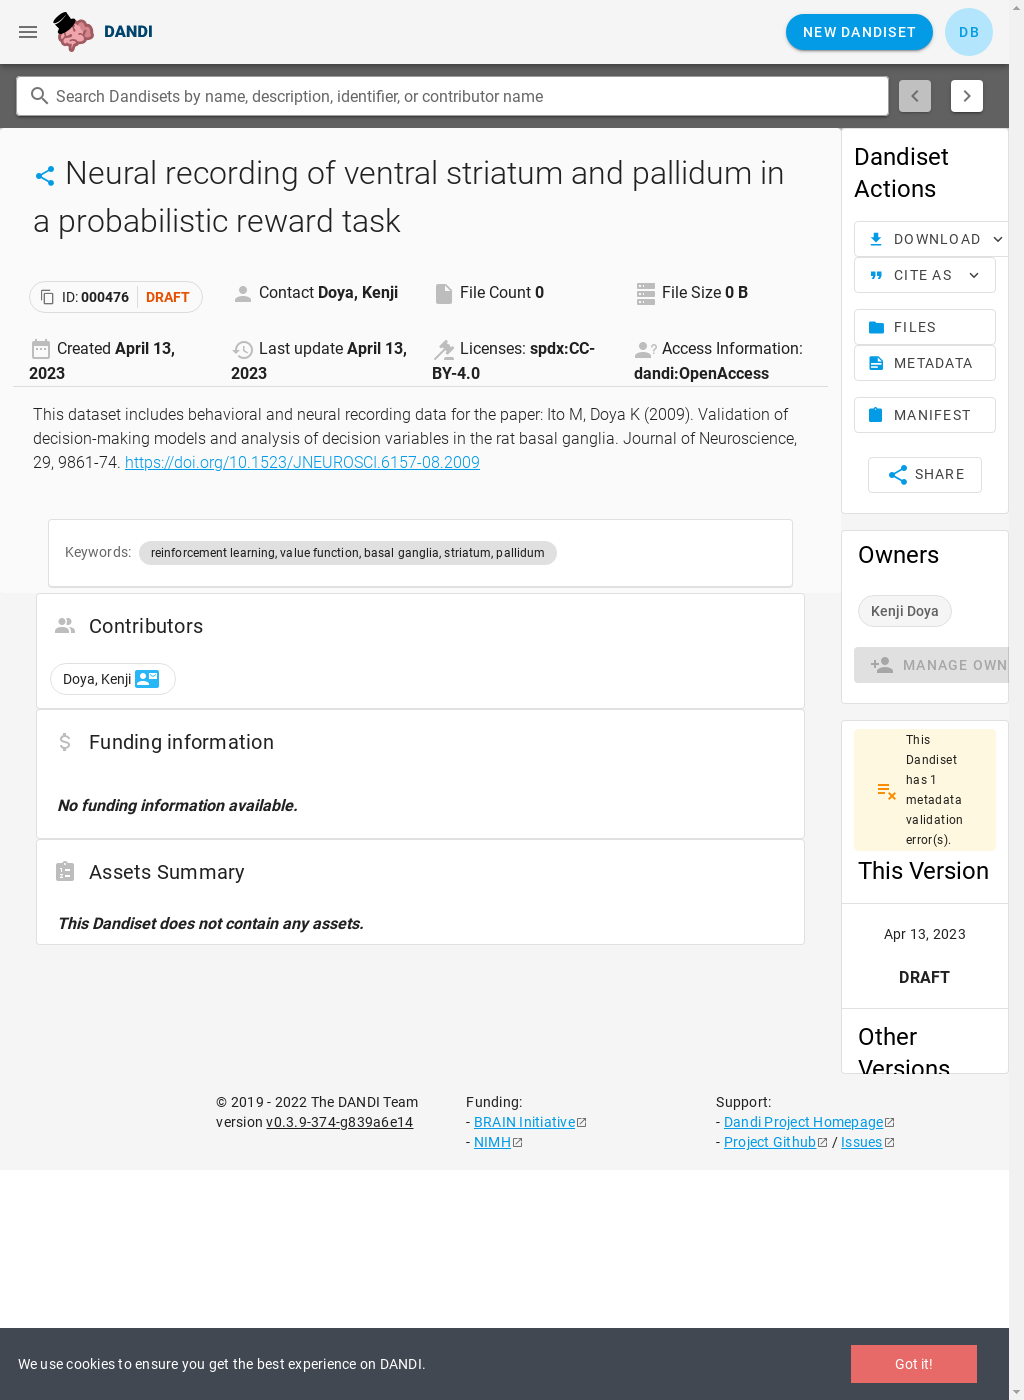 DANDI
NEW DANDISET
DB
Search Dandisets by name, description, identifier, or contributor name
Neural recording of ventral striatum and pallidum in
a probabilistic reward task
ID: 000476 DRAFT
Contact Doya, Kenji
File Count 0
File Size 0 B
Created April 13,
2023
Last update April 13,
2023
Licenses: spdx:CC-
BY-4.0
Access Information:
dandi:OpenAccess
This dataset includes behavioral and neural recording data for the paper: Ito M, Doya K (2009). Validation of
decision-making models and analysis of decision variables in the rat basal ganglia. Journal of Neuroscience,
29, 9861-74. https://doi.org/10.1523/JNEUROSCI.6157-08.2009
Keywords: reinforcement learning, value function, basal ganglia, striatum, pallidum
Contributors
Doya, Kenji
Funding information
No funding information available.
Assets Summary
This Dandiset does not contain any assets.
Dandiset
Actions
DOWNLOAD
CITE AS
FILES
METADATA
MANIFEST
SHARE
Owners
Kenji Doya
MANAGE OWN
This
Dandiset
has 1
metadata
validation
error(s).
This Version
Apr 13, 2023
DRAFT
Other
Versions
© 2019 - 2022 The DANDI Team
version v0.3.9-374-g839a6e14
Funding:
- BRAIN Initiative
- NIMH
Support:
- Dandi Project Homepage
- Project Github / Issues
We use cookies to ensure you get the best experience on DANDI.
Got it!